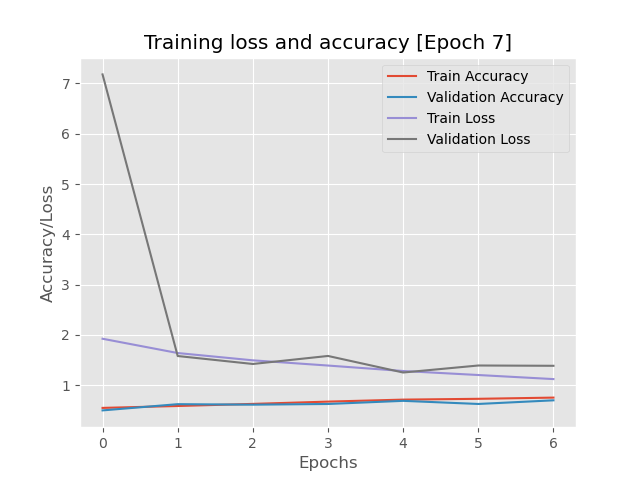 Training loss and accuracy [Epoch 7]
Train Accuracy
Validation Accuracy
Train Loss
Validation Loss
7
6
5
4
3
2
1
Accuracy/Loss
0 1 2 3 4 5 6
Epochs